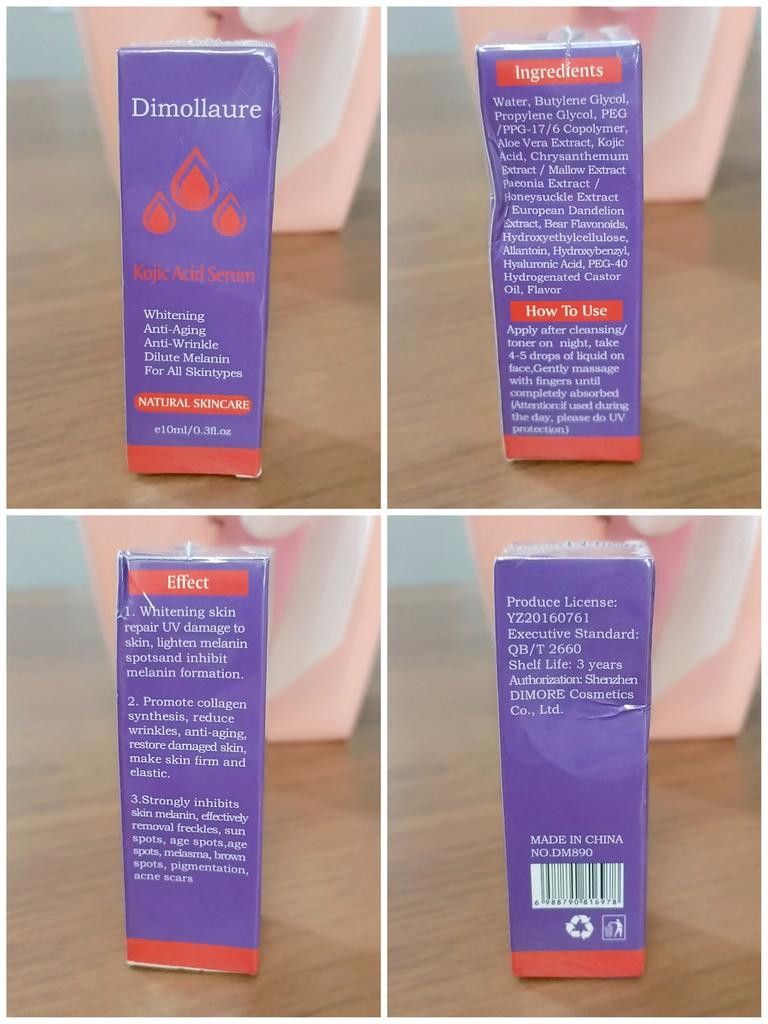 Dimollaure
Kojic Acid Serum
Whitening
Anti-Aging
Anti-Wrinkle
Dilute Melanin
For All Skintypes
NATURAL SKINCARE
e10ml/0.3fl.oz
Ingredients
Water, Butylene Glycol,
Propylene Glycol, PEG
/PPG-17/6 Copolymer,
Aloe Vera Extract, Kojic
Acid, Chrysanthemum
Extract / Mallow Extract
Paeonia Extract /
Honeysuckle Extract
/ European Dandelion
Extract, Bear Flavonoids,
Hydroxyethylcellulose,
Allantoin, Hydroxybenzyl,
Hyaluronic Acid, PEG-40
Hydrogenated Castor
Oil, Flavor
How To Use
Apply after cleansing/
toner on night, take
4-5 drops of liquid on
face,Gently massage
with fingers until
completely absorbed
(Attention:if used during
the day, please do UV
protection)
Effect
1. Whitening skin
repair UV damage to
skin, lighten melanin
spotsand inhibit
melanin formation.
2. Promote collagen
synthesis, reduce
wrinkles, anti-aging,
restore damaged skin,
make skin firm and
elastic.
3.Strongly inhibits
skin melanin, effectively
removal freckles, sun
spots, age spots,age
spots, melasma, brown
spots, pigmentation,
acne scars
Produce License:
YZ20160761
Executive Standard:
QB/T 2660
Shelf Life: 3 years
Authorization: Shenzhen
DIMORE Cosmetics
Co., Ltd.
MADE IN CHINA
NO.DM890
6 988790 816978